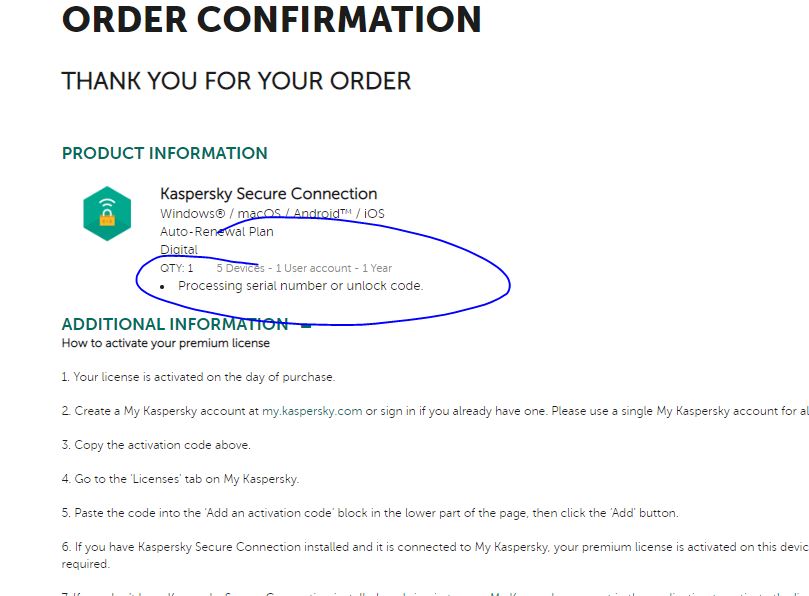 ORDER CONFIRMATION
THANK YOU FOR YOUR ORDER
PRODUCT INFORMATION
Kaspersky Secure Connection
Windows® / macOS / Android™ / iOS
Auto-Renewal Plan
Digital
QTY: 1 5 Devices - 1 User account - 1 Year
• Processing serial number or unlock code.
ADDITIONAL INFORMATION –
How to activate your premium license
1. Your license is activated on the day of purchase.
2. Create a My Kaspersky account at my.kaspersky.com or sign in if you already have one. Please use a single My Kaspersky account for al
3. Copy the activation code above.
4. Go to the 'Licenses' tab on My Kaspersky.
5. Paste the code into the 'Add an activation code' block in the lower part of the page, then click the 'Add' button.
6. If you have Kaspersky Secure Connection installed and it is connected to My Kaspersky, your premium license is activated on this devic
required.